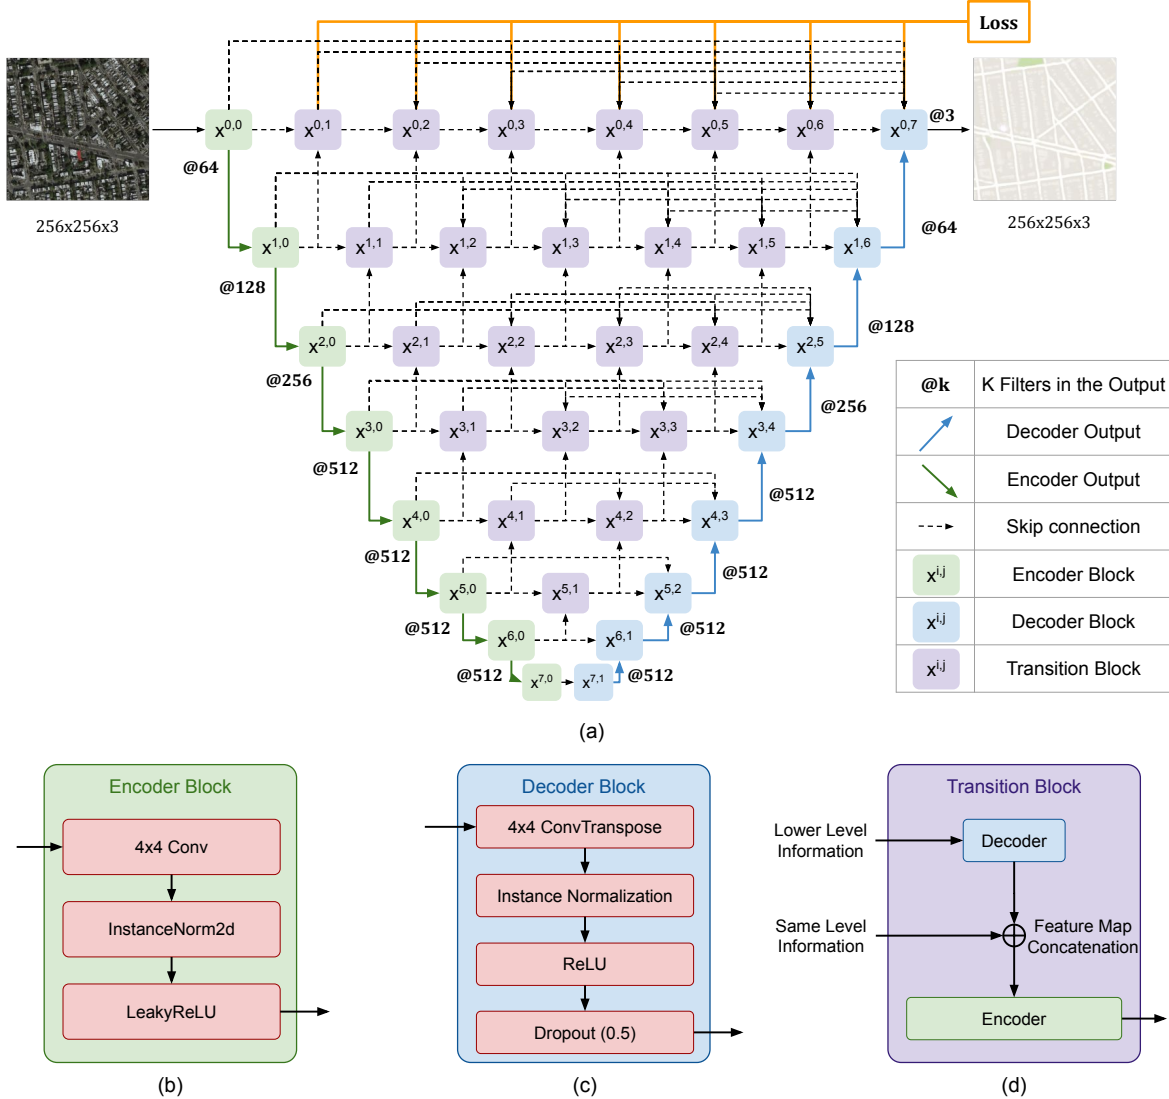 Loss
x0,0 x0,1 x0,2 x0,3 x0,4 x0,5 x0,6 x0,7 @3
@64
256x256x3 256x256x3
x1,0 x1,1 x1,2 x1,3 x1,4 x1,5 x1,6 @64
@128
x2,0 x2,1 x2,2 x2,3 x2,4 x2,5 @128
@256
x3,0 x3,1 x3,2 x3,3 x3,4 @256
@512
x4,0 x4,1 x4,2 x4,3 @512
@512
x5,0 x5,1 x5,2 @512
@512
x6,0 x6,1 @512
@512
x7,0 x7,1 @512
@k K Filters in the Output
Decoder Output
Encoder Output
Skip connection
xi,j Encoder Block
xi,j Decoder Block
xi,j Transition Block
(a)
Encoder Block
4x4 Conv
InstanceNorm2d
LeakyReLU
(b)
Decoder Block
4x4 ConvTranspose
Instance Normalization
ReLU
Dropout (0.5)
(c)
Transition Block
Lower Level
Information
Decoder
Same Level
Information
Feature Map
Concatenation
Encoder
(d)